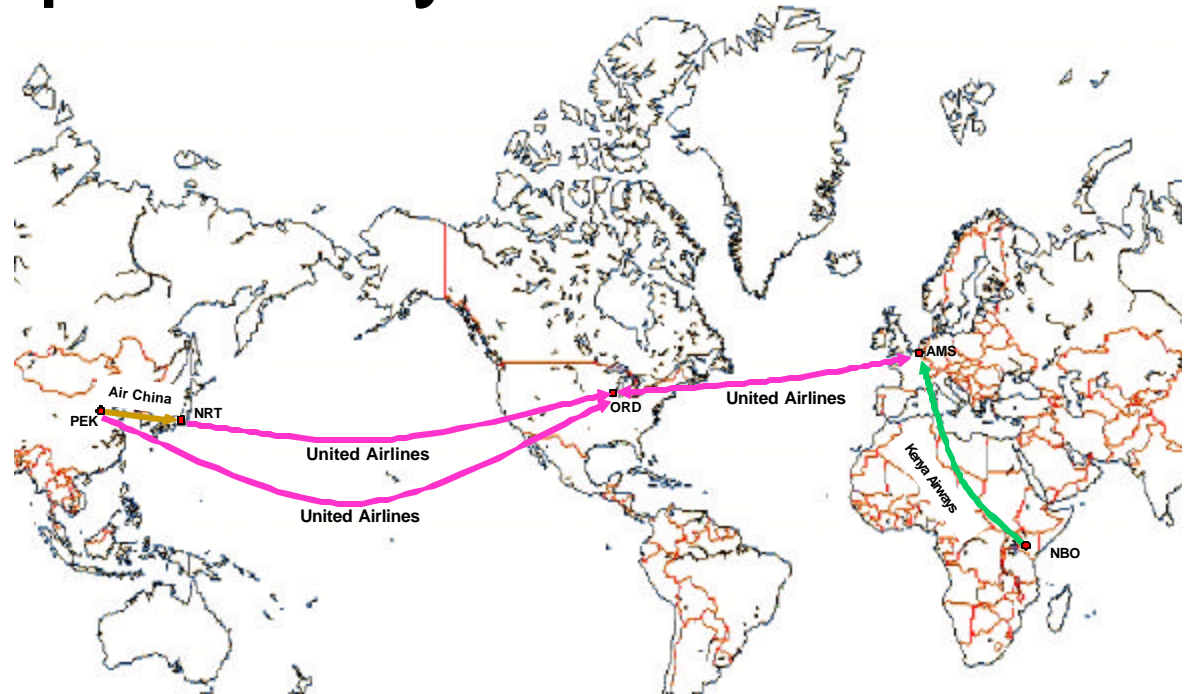 AMS
Air China
United Airlines
ORD
NRT
PEK
United Airlines
Kenya Airways
United Airlines
NBO